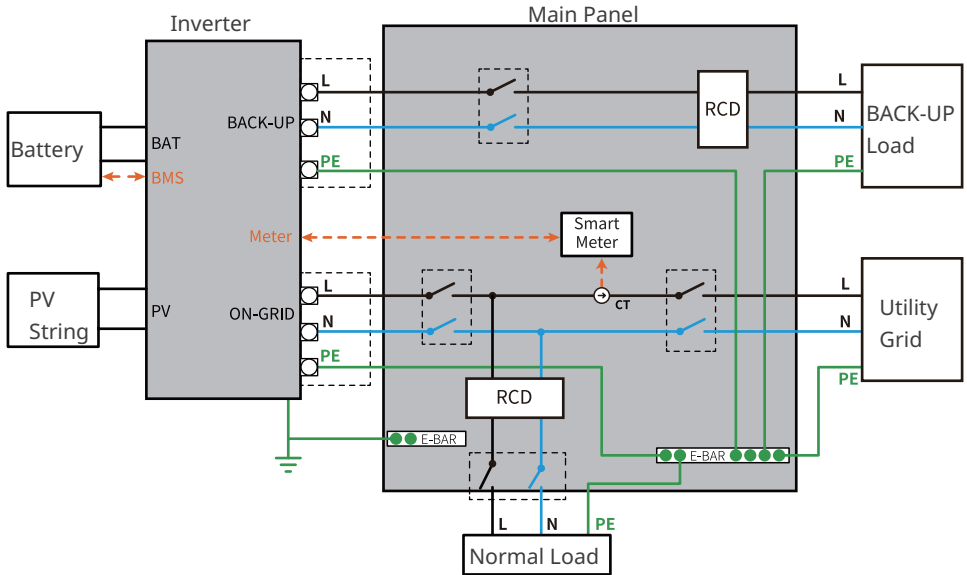 Main Panel
Inverter
L
L
RCD
BACK-UP
Load
BACK-UP
N
N
Battery
BAT
PE
PE
BMS
Smart
Meter
Meter
L
L
PV
String
PV
ON-GRID
CT
N
N
Utility
Grid
PE
PE
RCD
E-BAR
E-BAR
L
N
PE
Normal Load